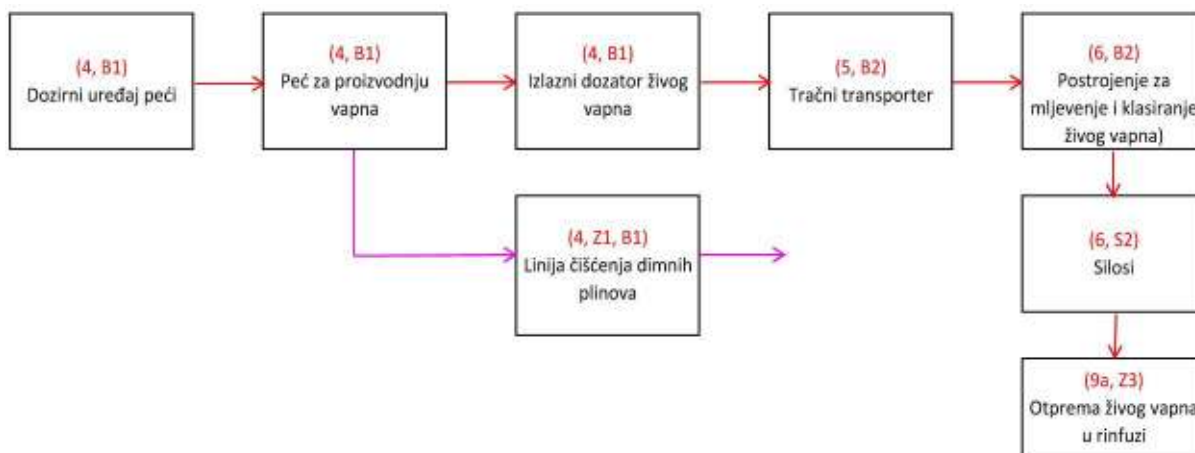 (4, B1)
Dozirni uređaj peći
(4, B1)
Peć za proizvodnju
vapna
(4, B1)
Izlazni dozator živog
vapna
(5, B2)
Tračni transporter
(6, B2)
Postrojenje za
mljevenje i klasiranje
živog vapna)
(4, Z1, B1)
Linija čišćenja dimnih
plinova
(6, S2)
Silosi
(9a, Z3)
Otprema živog vapna
u rinfuzi